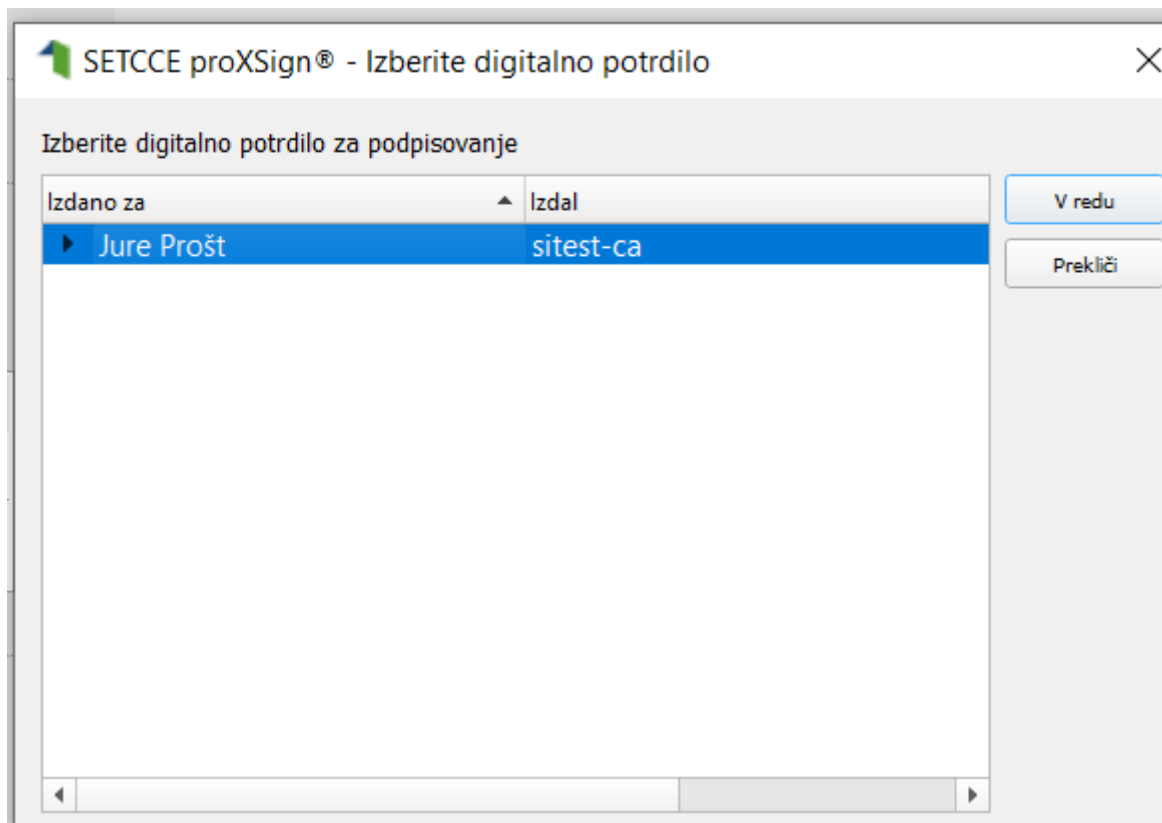 SETCCE proXSign® - Izberite digitalno potrdilo
Izberite digitalno potrdilo za podpisovanje
Izdano za Izdal
Jure Prošt sitest-ca
V redu
Prekliči